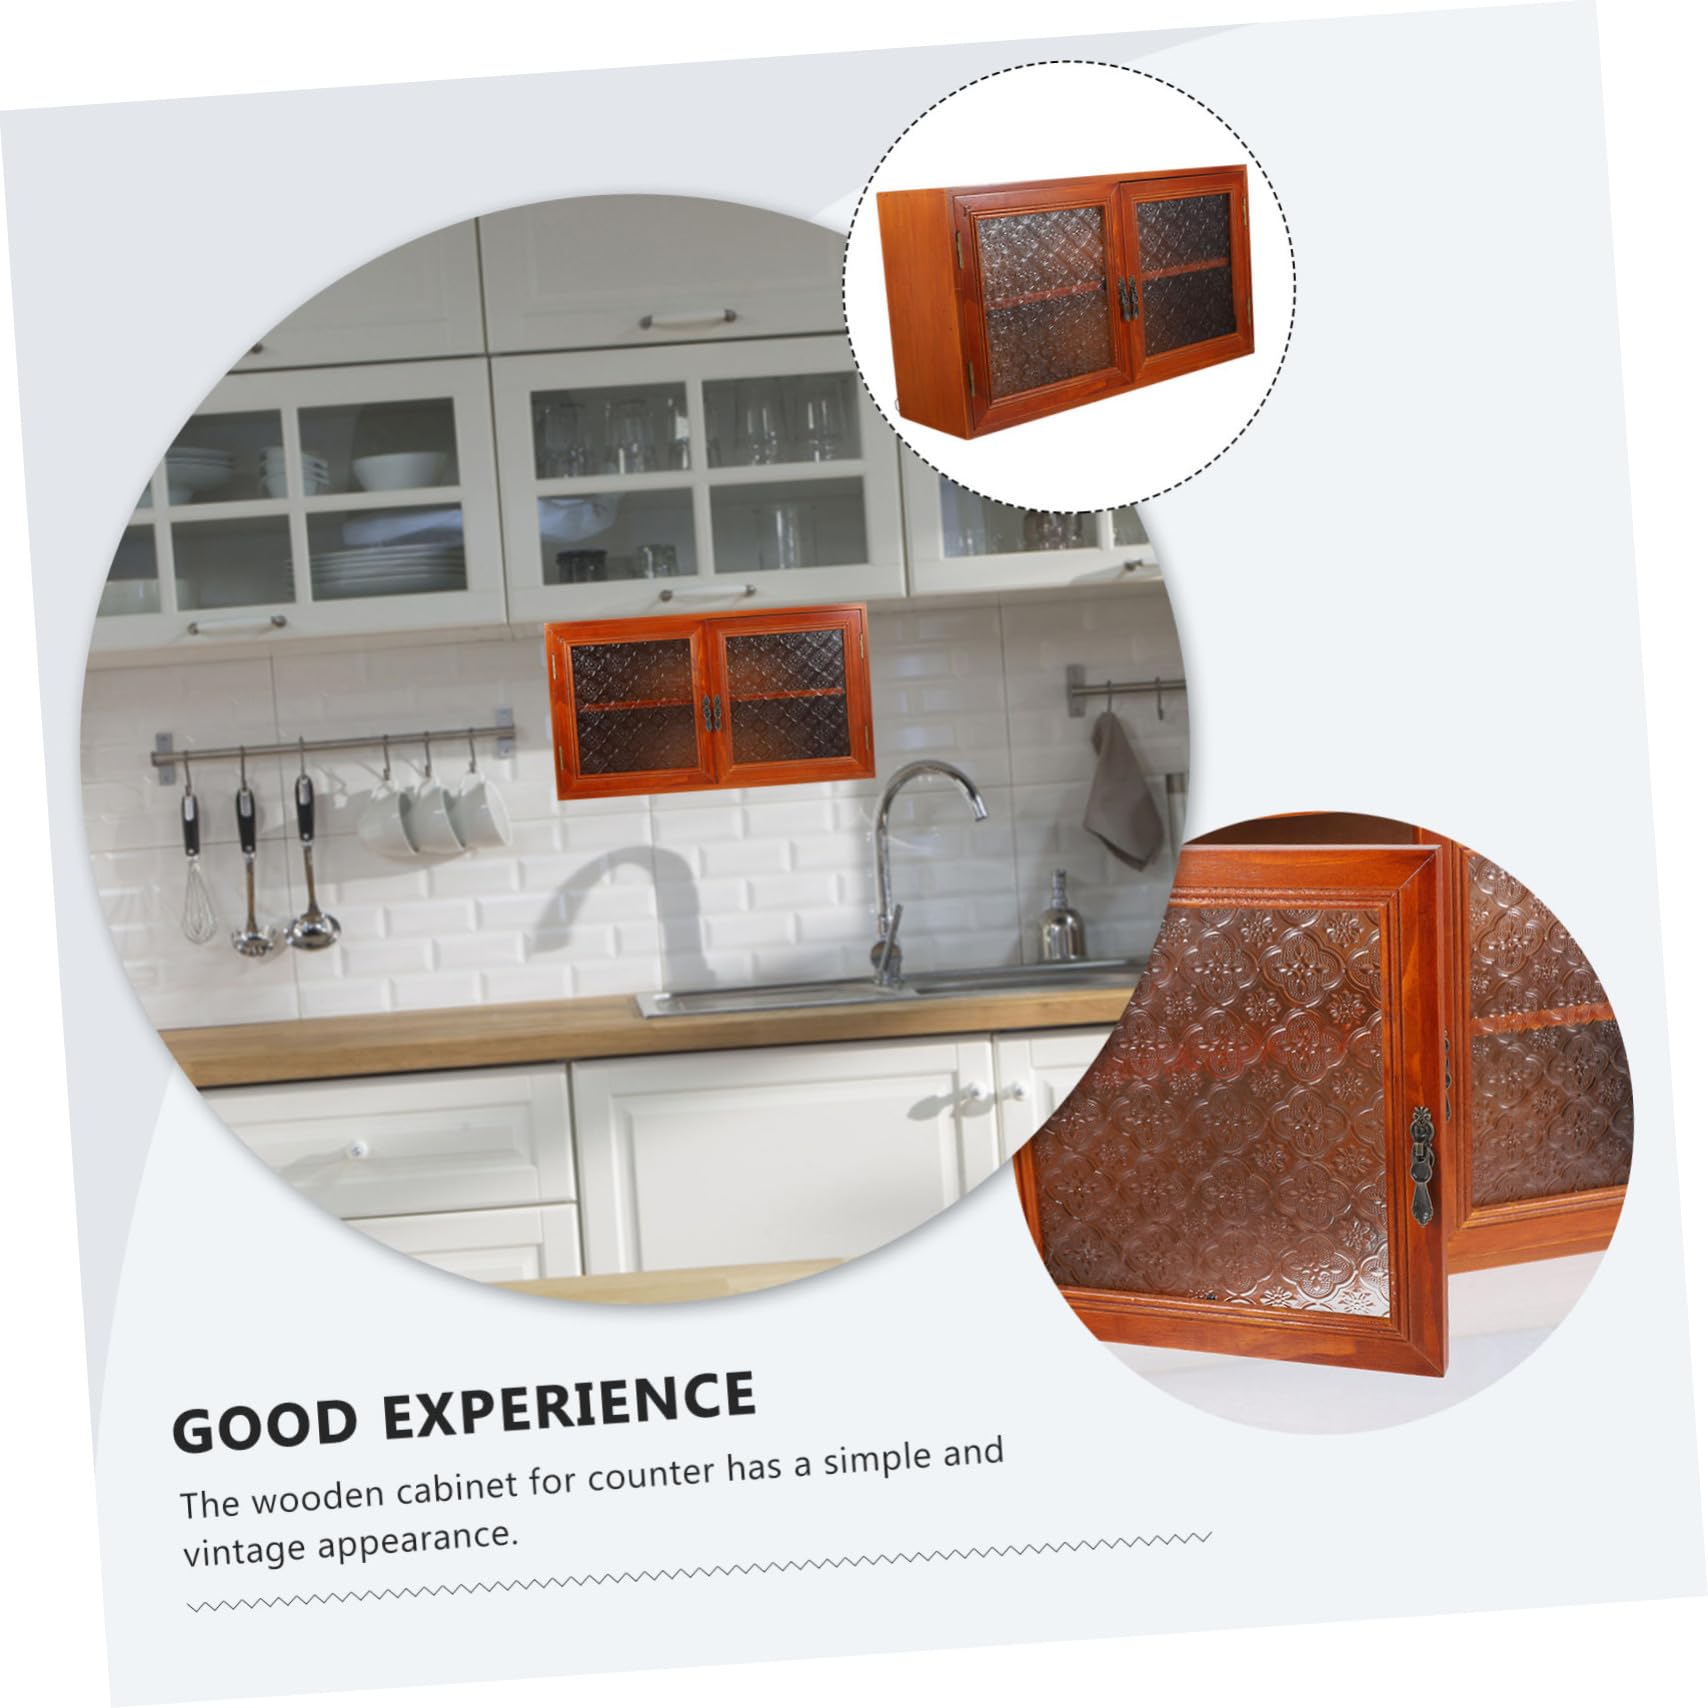 GOOD EXPERIENCE
The wooden cabinet for counter has a simple and
vintage appearance.